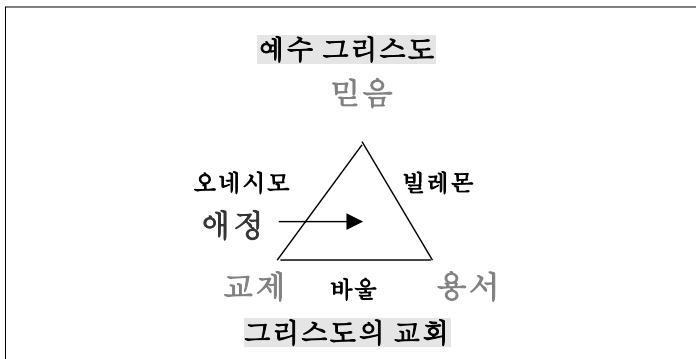 예수 그리스도
믿음
오네시모 빌레몬
애정
교제 바울 용서
그리스도의 교회